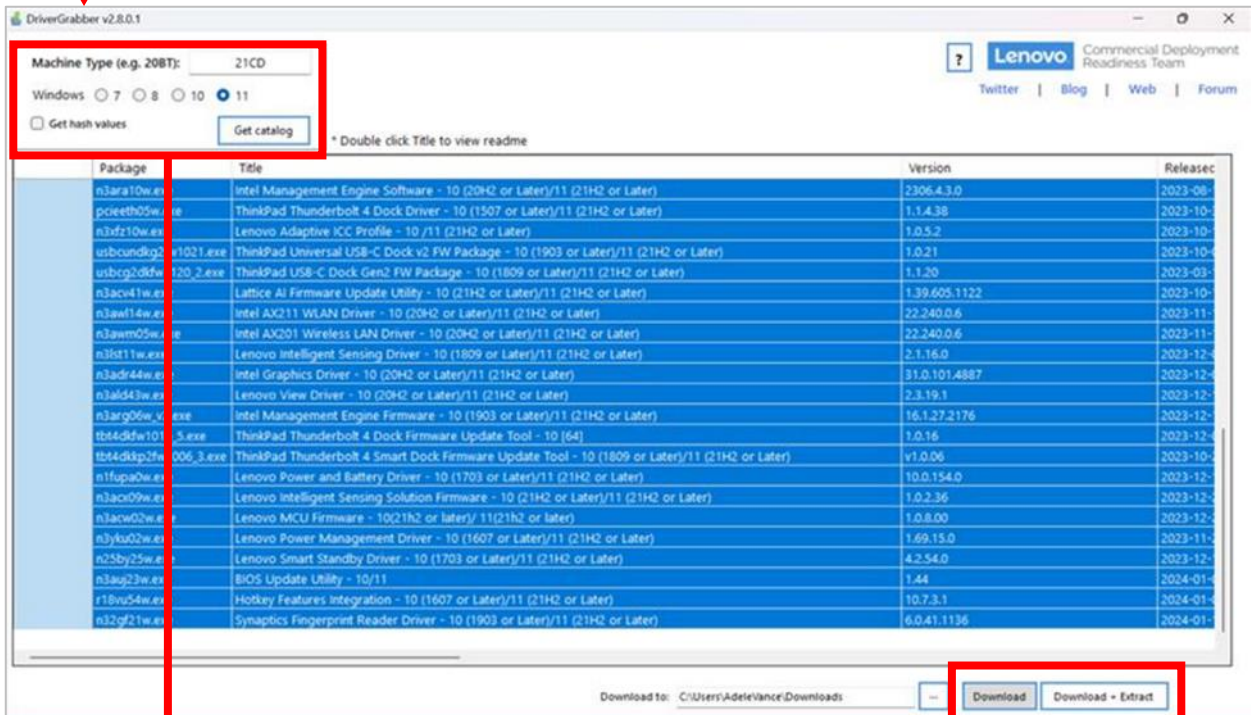 DriverGrabber v2.8.0.1
Machine Type (e.g. 20BT): 21CD
Windows 7 8 10 11
Get hash values
Get catalog
* Double click Title to view readme
?
Lenovo
Commercial Deployment
Readiness Team
Twitter | Blog | Web | Forum
Package Title Version
Intel Management Engine Software - 10 (20H2 or Later)/11 (21H2 or Later) 2306.4.3.0
ThinkPad Thunderbolt 4 Dock Driver - 10 (1507 or Later)/11 (21H2 or Later) 1.1.4.38
Lenovo Adaptive ICC Profile - 10 /11 (21H2 or Later) 1.0.5.2
ThinkPad Universal USB-C Dock v2 FW Package - 10 (1903 or Later)/11 (21H2 or Later) 1.0.21
ThinkPad USB-C Dock Gen2 FW Package - 10 (1809 or Later)/11 (21H2 or Later) 1.1.20
Lattice AI Firmware Update Utility - 10 (21H2 or Later)/11 (21H2 or Later) 1.39.605.1122
Intel AX211 WLAN Driver - 10 (20H2 or Later)/11 (21H2 or Later) 22.240.0.6
Intel AX201 Wireless LAN Driver - 10 (20H2 or Later)/11 (21H2 or Later) 22.240.0.6
Lenovo Intelligent Sensing Driver - 10 (1809 or Later)/11 (21H2 or Later) 2.1.16.0
Intel Graphics Driver - 10 (20H2 or Later)/11 (21H2 or Later) 31.0.101.4887
Lenovo View Driver - 10 (20H2 or Later)/11 (21H2 or Later) 2.3.19.1
Intel Management Engine Firmware - 10 (1903 or Later)/11 (21H2 or Later) 16.1.27.2176
ThinkPad Thunderbolt 4 Dock Firmware Update Tool - 10 [64] 1.0.16
ThinkPad Thunderbolt 4 Smart Dock Firmware Update Tool - 10 (1809 or Later)/11 (21H2 or Later) v1.0.06
Lenovo Power and Battery Driver - 10 (1703 or Later)/11 (21H2 or Later) 10.0.154.0
Lenovo Intelligent Sensing Solution Firmware - 10 (21H2 or Later)/11 (21H2 or Later) 1.0.2.36
Lenovo MCU Firmware - 10(21h2 or later)/ 11(21h2 or later) 1.0.8.00
Lenovo Power Management Driver - 10 (1607 or Later)/11 (21H2 or Later) 1.69.15.0
Lenovo Smart Standby Driver - 10 (1703 or Later)/11 (21H2 or Later) 4.2.54.0
BIOS Update Utility - 10/11 1.44
Hotkey Features Integration - 10 (1607 or Later)/11 (21H2 or Later) 10.7.3.1
Synaptics Fingerprint Reader Driver - 10 (1903 or Later)/11 (21H2 or Later) 6.0.41.1136
Download to: C:\Users\AdeleVance\Downloads ... Download Download + Extract